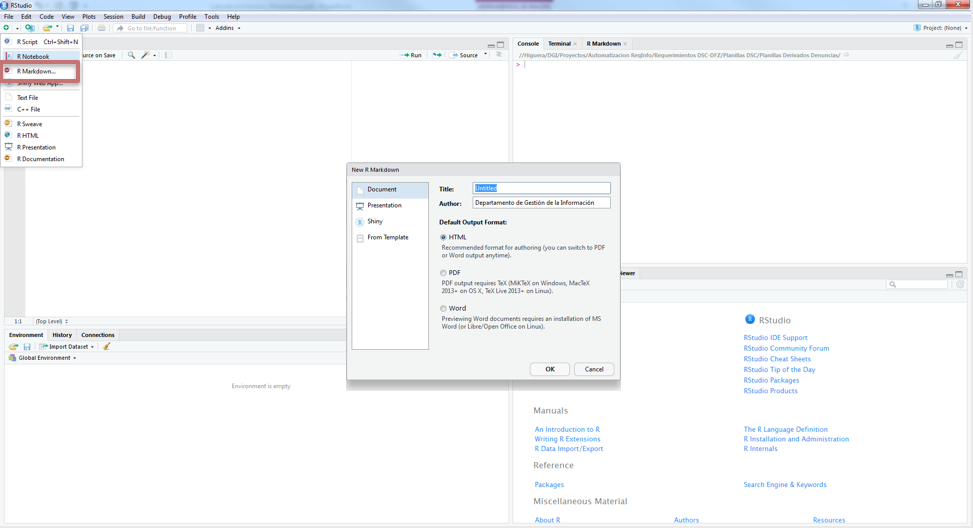 RStudio
File Edit Code View Plots Session Build Debug Profile Tools Help
Go to file/function Addins Project: (None)
R Script Ctrl+Shift+N
R Notebook
R Markdown...
Shiny Web App...
Text File
C++ File
R Sweave
R HTML
R Presentation
R Documentation
urce on Save Run Source
1:1 (Top Level)
Environment History Connections
Import Dataset
Global Environment
Environment is empty
Console Terminal R Markdown
//Higuera/DGI/Proyectos/Automatizacion ReqInfo/Requerimientos DSC-DFZ/Planillas DSC/Planillas Derivados Denuncias/
>
New R Markdown
Document
Presentation
Shiny
From Template
Title: Untitled
Author: Departamento de Gestión de la Información
Default Output Format:
HTML
Recommended format for authoring (you can switch to PDF
or Word output anytime).
PDF
PDF output requires TeX (MiKTeX on Windows, MacTeX
2013+ on OS X, TeX Live 2013+ on Linux).
Word
Previewing Word documents requires an installation of MS
Word (or Libre/Open Office on Linux).
OK Cancel
iewer
RStudio
RStudio IDE Support
RStudio Community Forum
RStudio Cheat Sheets
RStudio Tip of the Day
RStudio Packages
RStudio Products
Manuals
An Introduction to R The R Language Definition
Writing R Extensions R Installation and Administration
R Data Import/Export R Internals
Reference
Packages Search Engine & Keywords
Miscellaneous Material
About R Authors Resources